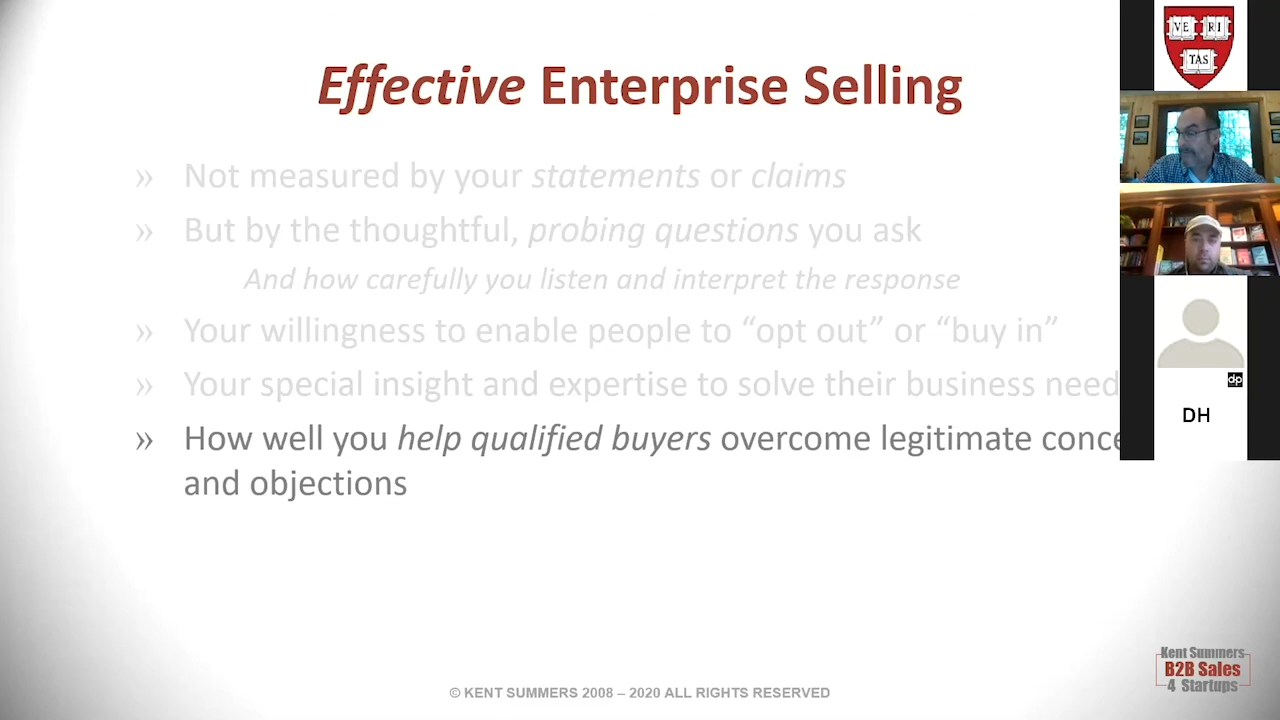 Effective Enterprise Selling
» Not measured by your statements or claims
» But by the thoughtful, probing questions you ask
And how carefully you listen and interpret the response
» Your willingness to enable people to “opt out” or “buy in”
» Your special insight and expertise to solve their business need
» How well you help qualified buyers overcome legitimate conce
and objections
© KENT SUMMERS 2008 – 2020 ALL RIGHTS RESERVED
VE RI
TAS
dp
DH
Kent Summers
B2B Sales
4 Startups